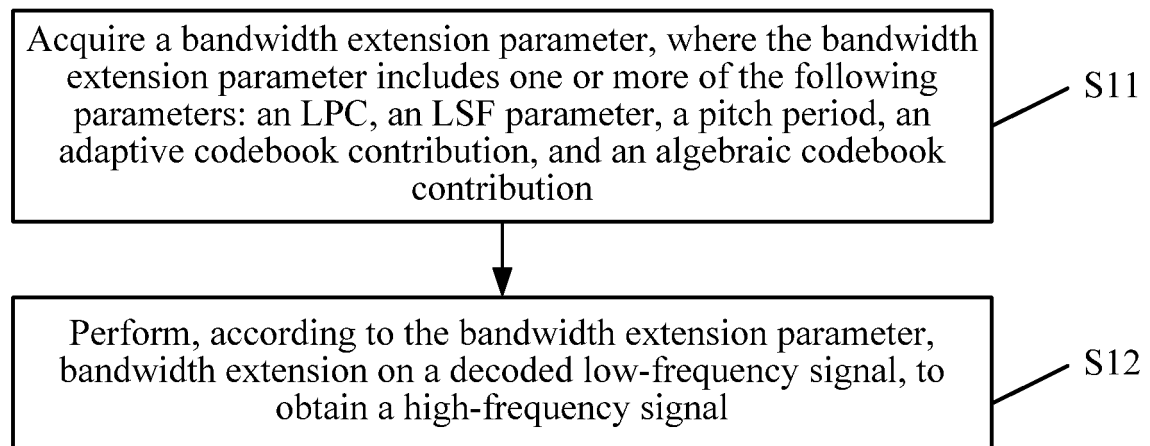 Acquire a bandwidth extension parameter, where the bandwidth
extension parameter includes one or more of the following
parameters: an LPC, an LSF parameter, a pitch period, an
adaptive codebook contribution, and an algebraic codebook
contribution
S11
Perform, according to the bandwidth extension parameter,
bandwidth extension on a decoded low-frequency signal, to
obtain a high-frequency signal
S12